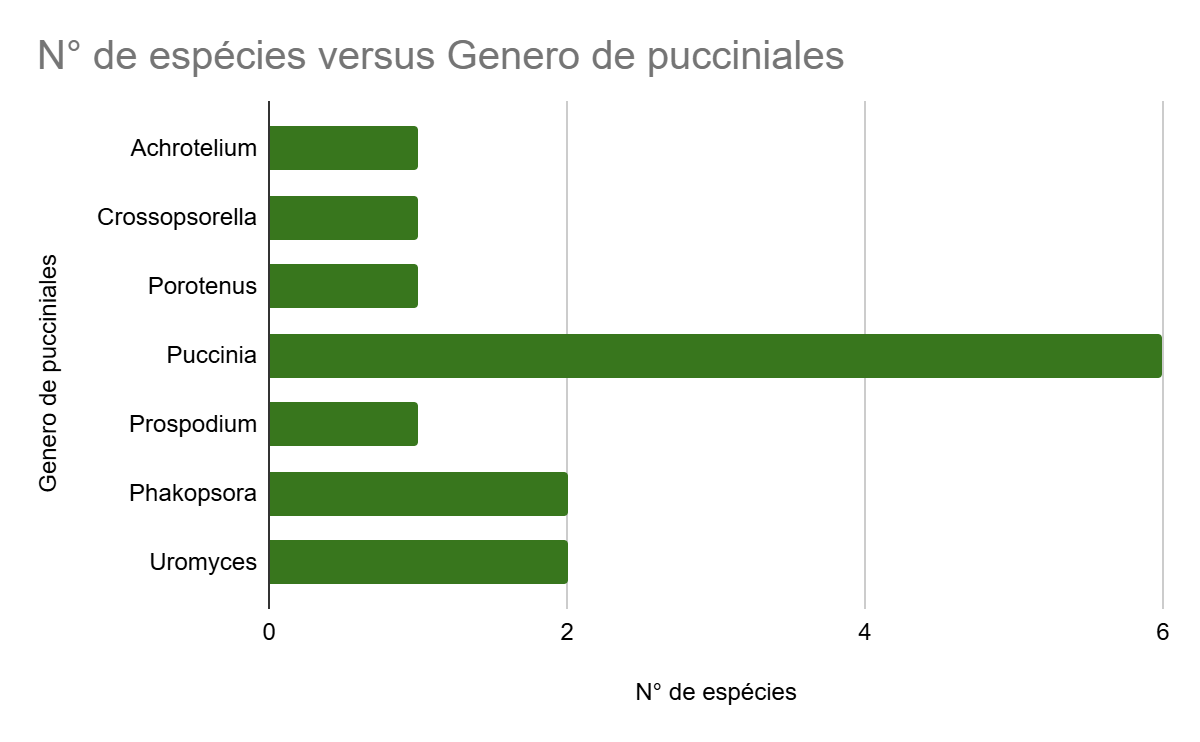 N° de espécies versus Genero de pucciniales
Genero de pucciniales
Achrotelium
Crossopsorella
Porotenus
Puccinia
Prospodium
Phakopsora
Uromyces
0 2 4 6
N° de espécies